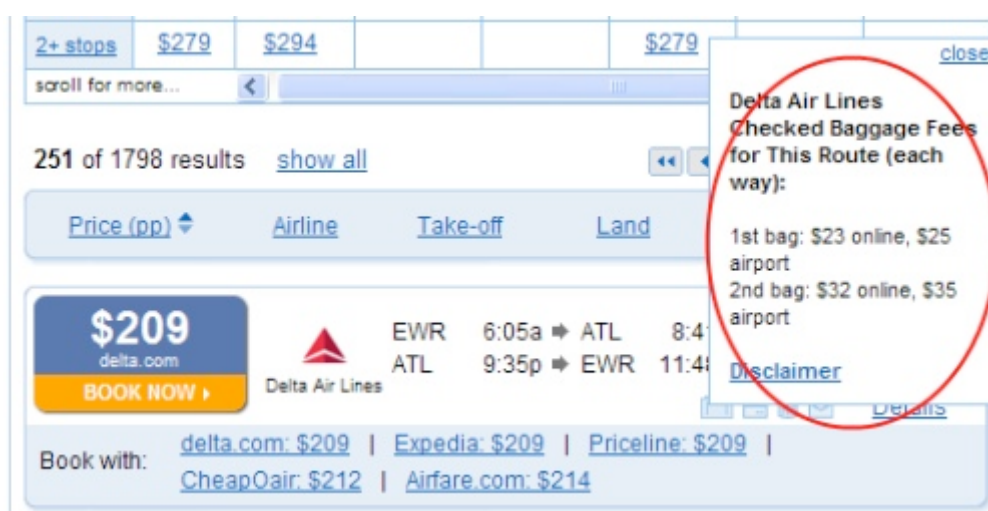 2+ stops $279 $294 $279
scroll for more...
251 of 1798 results show all
Price (pp) Airline Take-off Land
$209
delta.com
BOOK NOW
Delta Air Lines
EWR 6:05a ATL 8:4
ATL 9:35p EWR 11:48
Details
Book with: delta.com: $209 | Expedia: $209 | Priceline: $209 |
CheapOair: $212 | Airfare.com: $214
close
Delta Air Lines
Checked Baggage Fees
for This Route (each
way):
1st bag: $23 online, $25
airport
2nd bag: $32 online, $35
airport
Disclaimer